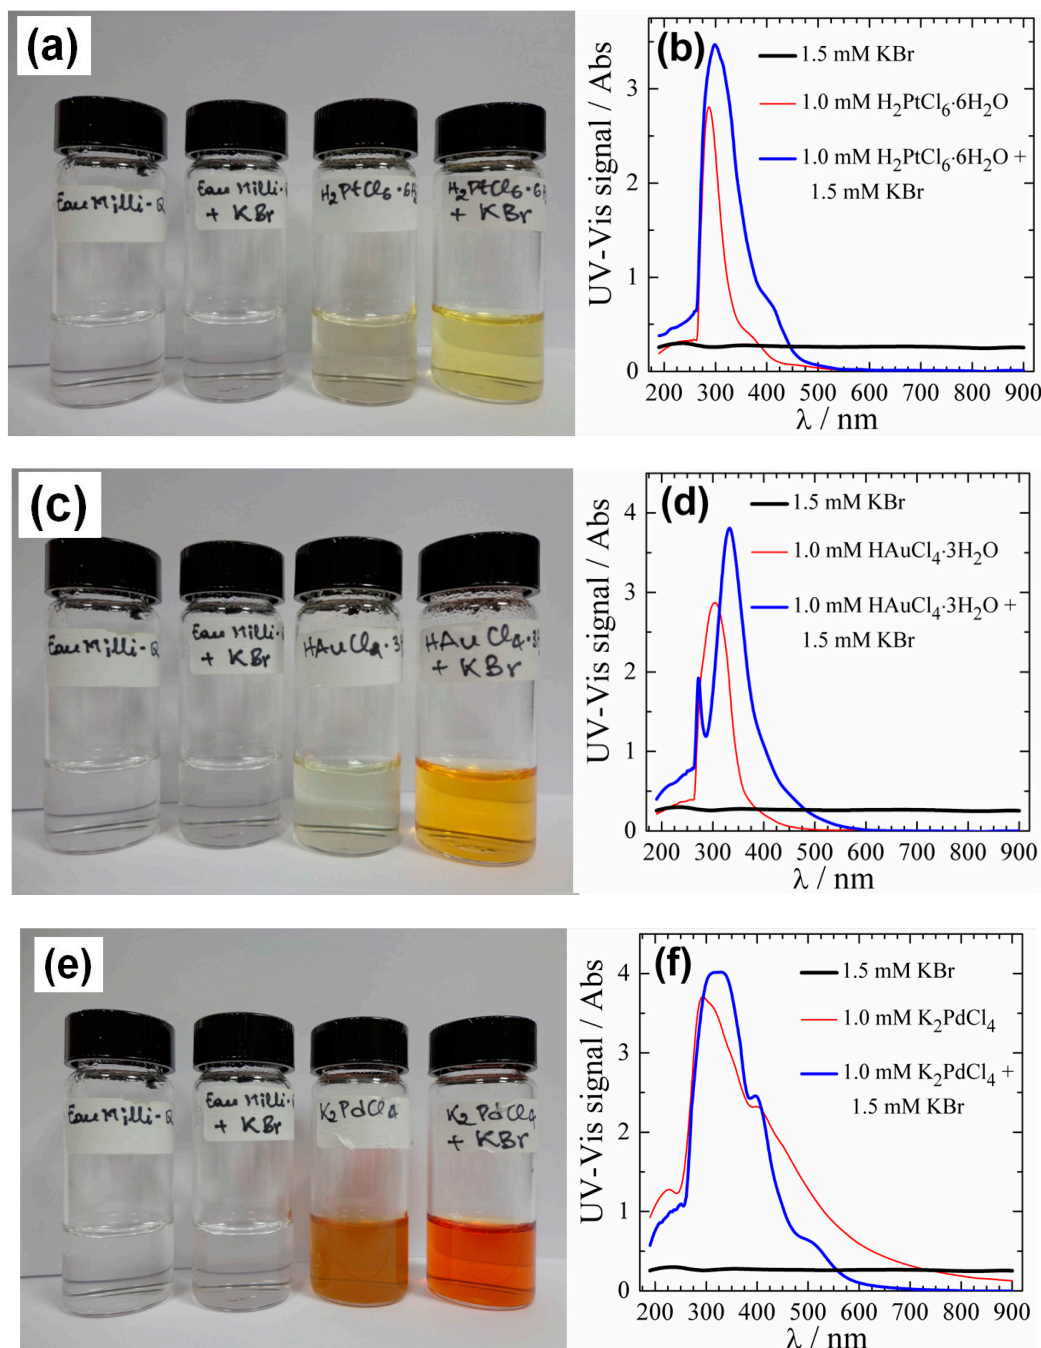 (a)
Eau Milli-Q
Eau Milli-
+ KBr
H₂PtCl₆·6H₂
H₂PtCl₆·6H
+ KBr
(b)
1.5 mM KBr
1.0 mM H₂PtCl₆·6H₂O
1.0 mM H₂PtCl₆·6H₂O +
1.5 mM KBr
UV-Vis signal / Abs
3
2
1
0
200 300 400 500 600 700 800 900
λ / nm
(c)
Eau Milli-Q
Eau Milli-
+ KBr
HAuCl₄·3H
HAuCl₄·3H
+ KBr
(d)
1.5 mM KBr
1.0 mM HAuCl₄·3H₂O
1.0 mM HAuCl₄·3H₂O +
1.5 mM KBr
UV-Vis signal / Abs
4
3
2
1
0
200 300 400 500 600 700 800 900
λ / nm
(e)
Eau Milli-Q
Eau Milli-
+ KBr
K₂PdCl₄
K₂PdCl₄
+ KBr
(f)
1.5 mM KBr
1.0 mM K₂PdCl₄
1.0 mM K₂PdCl₄ +
1.5 mM KBr
UV-Vis signal / Abs
4
3
2
1
0
200 300 400 500 600 700 800 900
λ / nm